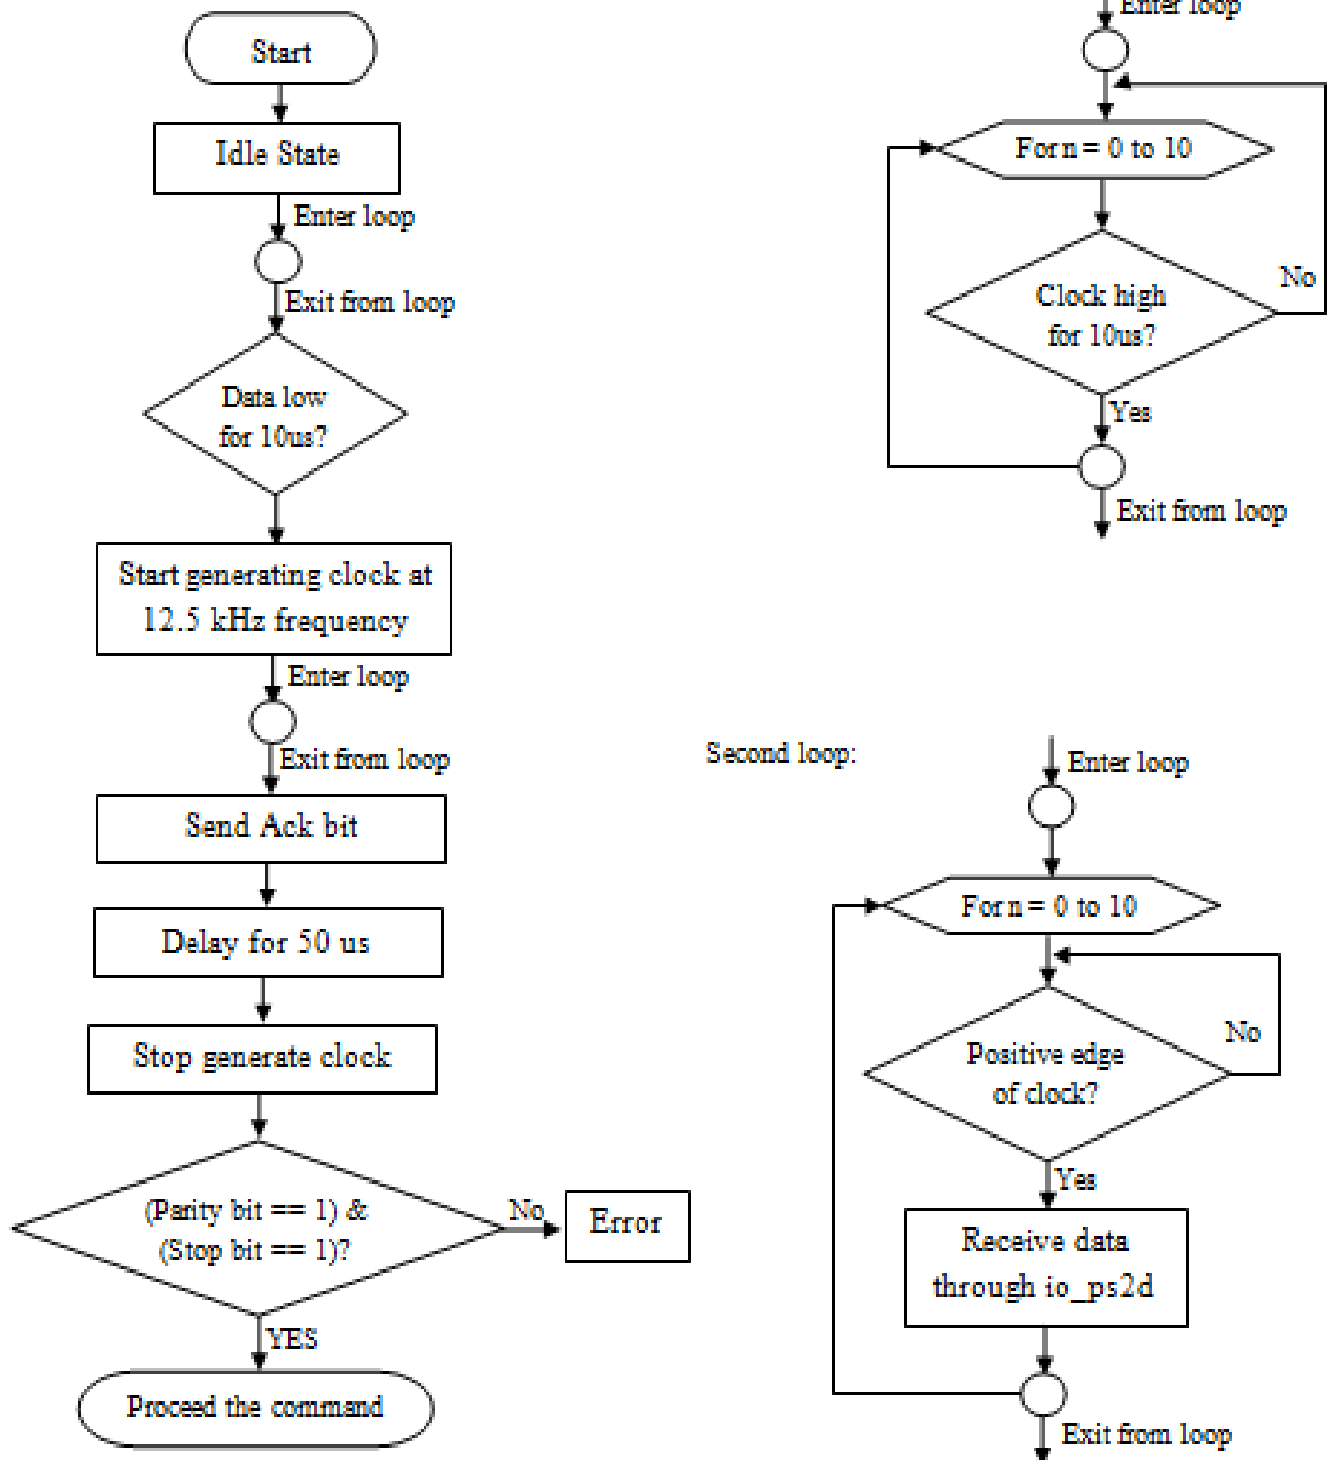 Start
Idle State
Enter loop
Exit from loop
Data low
for 10us?
Start generating clock at
12.5 kHz frequency
Enter loop
Exit from loop
Send Ack bit
Delay for 50 us
Stop generate clock
(Parity bit == 1) &
(Stop bit == 1)?
No
Error
YES
Proceed the command
Enter loop
For n = 0 to 10
Clock high
for 10us?
No
Yes
Exit from loop
Second loop:
Enter loop
For n = 0 to 10
Positive edge
of clock?
No
Yes
Receive data
through io_ps2d
Exit from loop